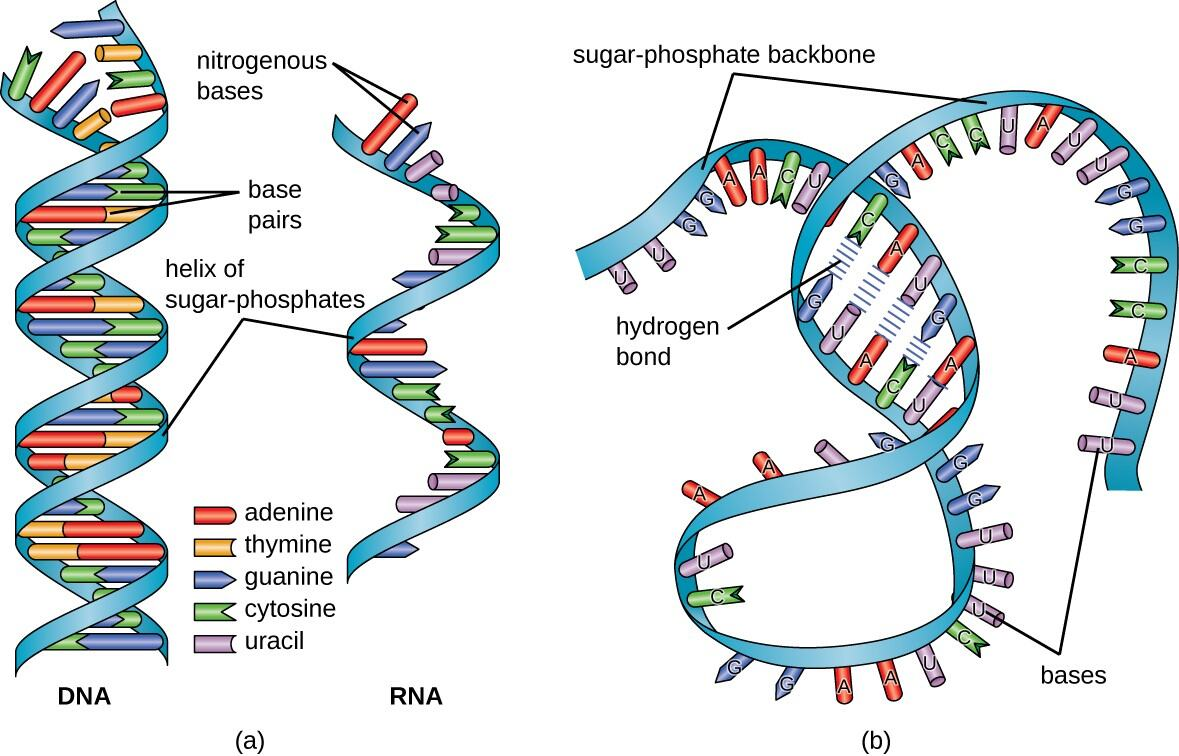 nitrogenous
bases
base
pairs
helix of
sugar-phosphates
adenine
thymine
guanine
cytosine
uracil
DNA
RNA
(a)
sugar-phosphate backbone
hydrogen
bond
bases
U
U
G
G
A
A
C
U
G
A
C
C
U
A
U
U
G
G
C
C
A
U
U
C
A
U
G
A
G
U
A
C
U
G
A
A
U
C
G
G
A
A
U
C
U
U
U
G
G
(b)